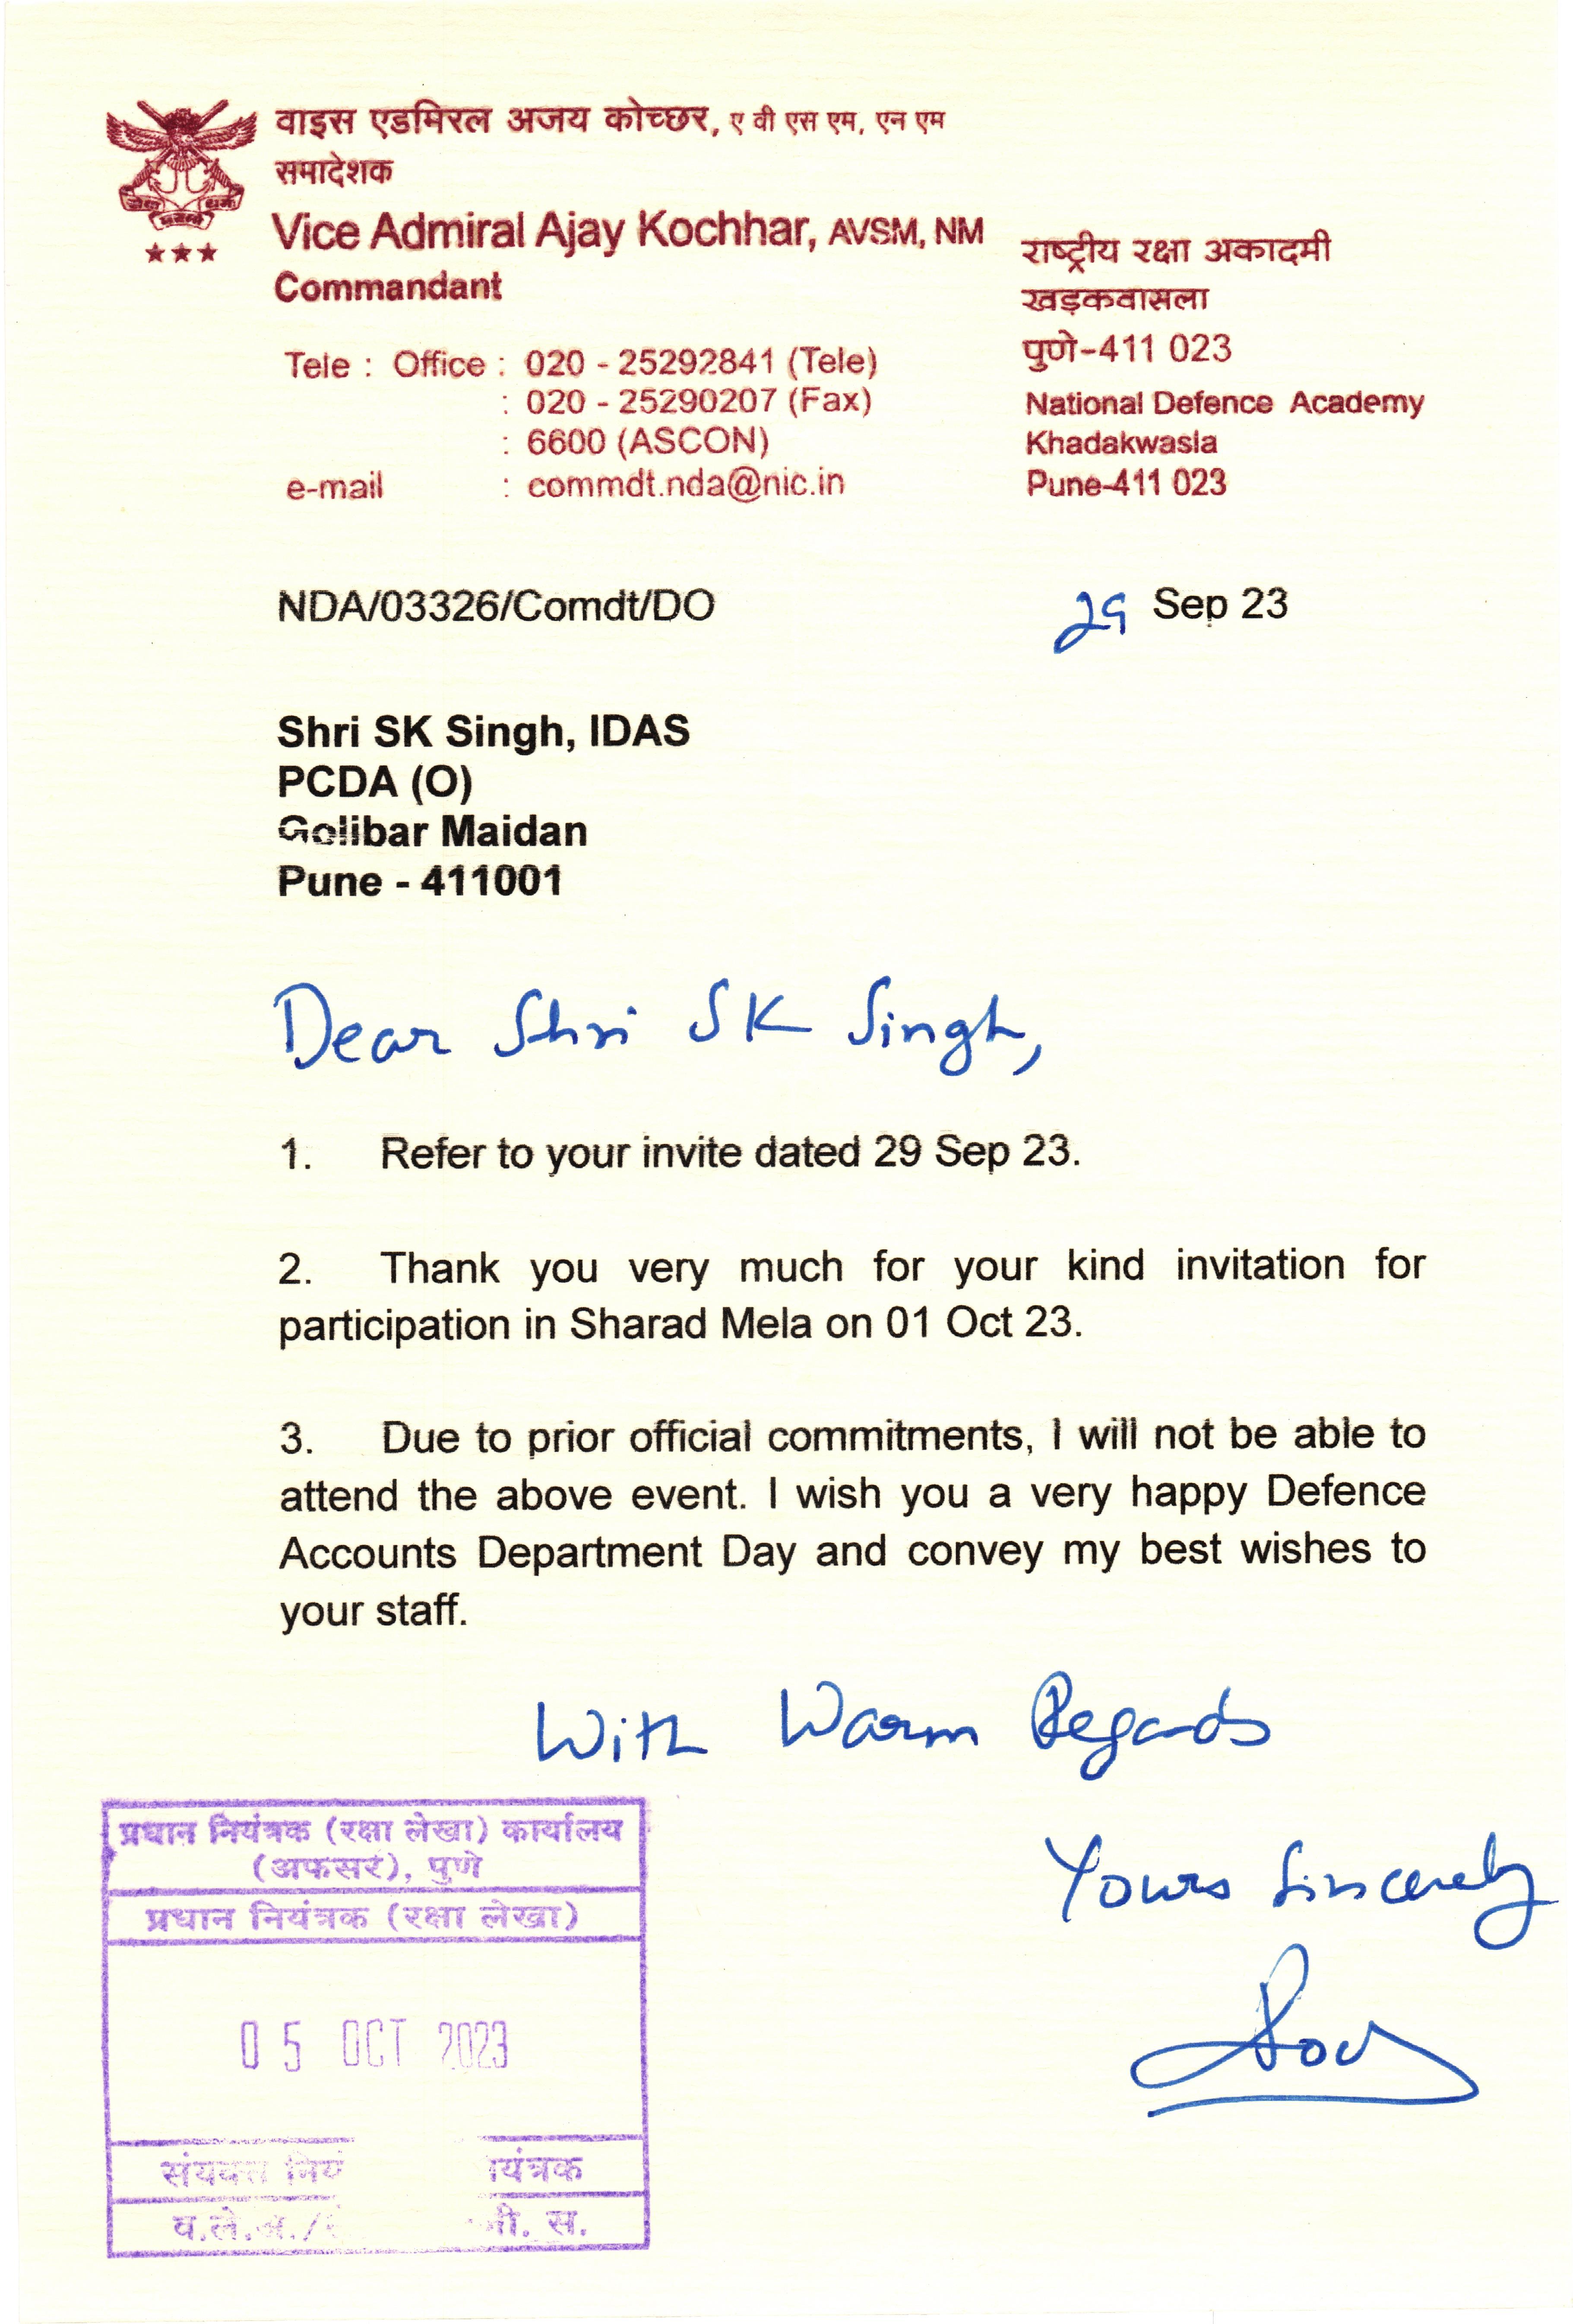 वाइस एडमिरल अजय कोच्छर, ए वी एस एम, एन एम
समादेशक
Vice Admiral Ajay Kochhar, AVSM, NM
Commandant
राष्ट्रीय रक्षा अकादमी
खड़कवासला
पुणे-411 023
National Defence Academy
Khadakwasla
Pune-411 023
Tele : Office : 020 - 25292841 (Tele)
: 020 - 25290207 (Fax)
: 6600 (ASCON)
e-mail : commdt.nda@nic.in
NDA/03326/Comdt/DO
29 Sep 23
Shri SK Singh, IDAS
PCDA (O)
Golibar Maidan
Pune - 411001
Dear Shri SK Singh,
1. Refer to your invite dated 29 Sep 23.
2. Thank you very much for your kind invitation for
participation in Sharad Mela on 01 Oct 23.
3. Due to prior official commitments, I will not be able to
attend the above event. I wish you a very happy Defence
Accounts Department Day and convey my best wishes to
your staff.
With Warm Regards
Yours Sincerely
प्रधान नियंत्रक (रक्षा लेखा) कार्यालय
(अफसर), पुणे
प्रधान नियंत्रक (रक्षा लेखा)
05 OCT 2023